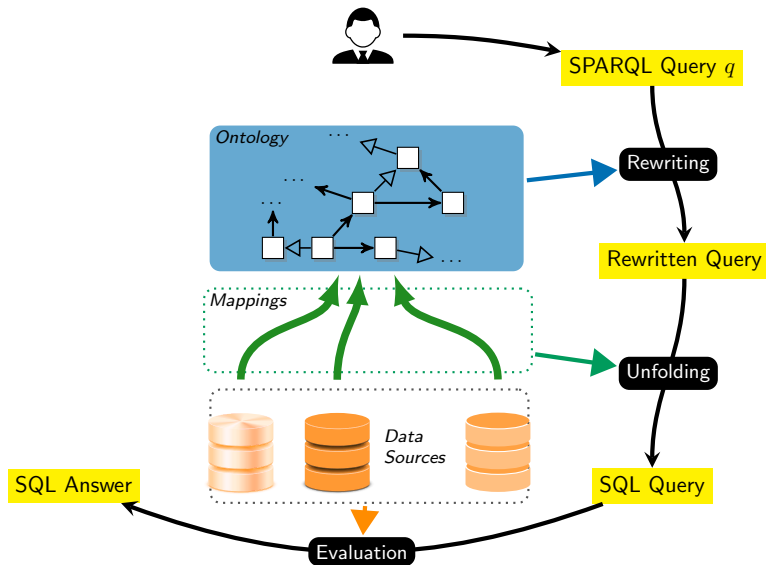 SPARQL Query q
Ontology
...
Rewriting
...
...
Rewritten Query
...
Mappings
Unfolding
Data
Sources
SQL Answer
SQL Query
Evaluation